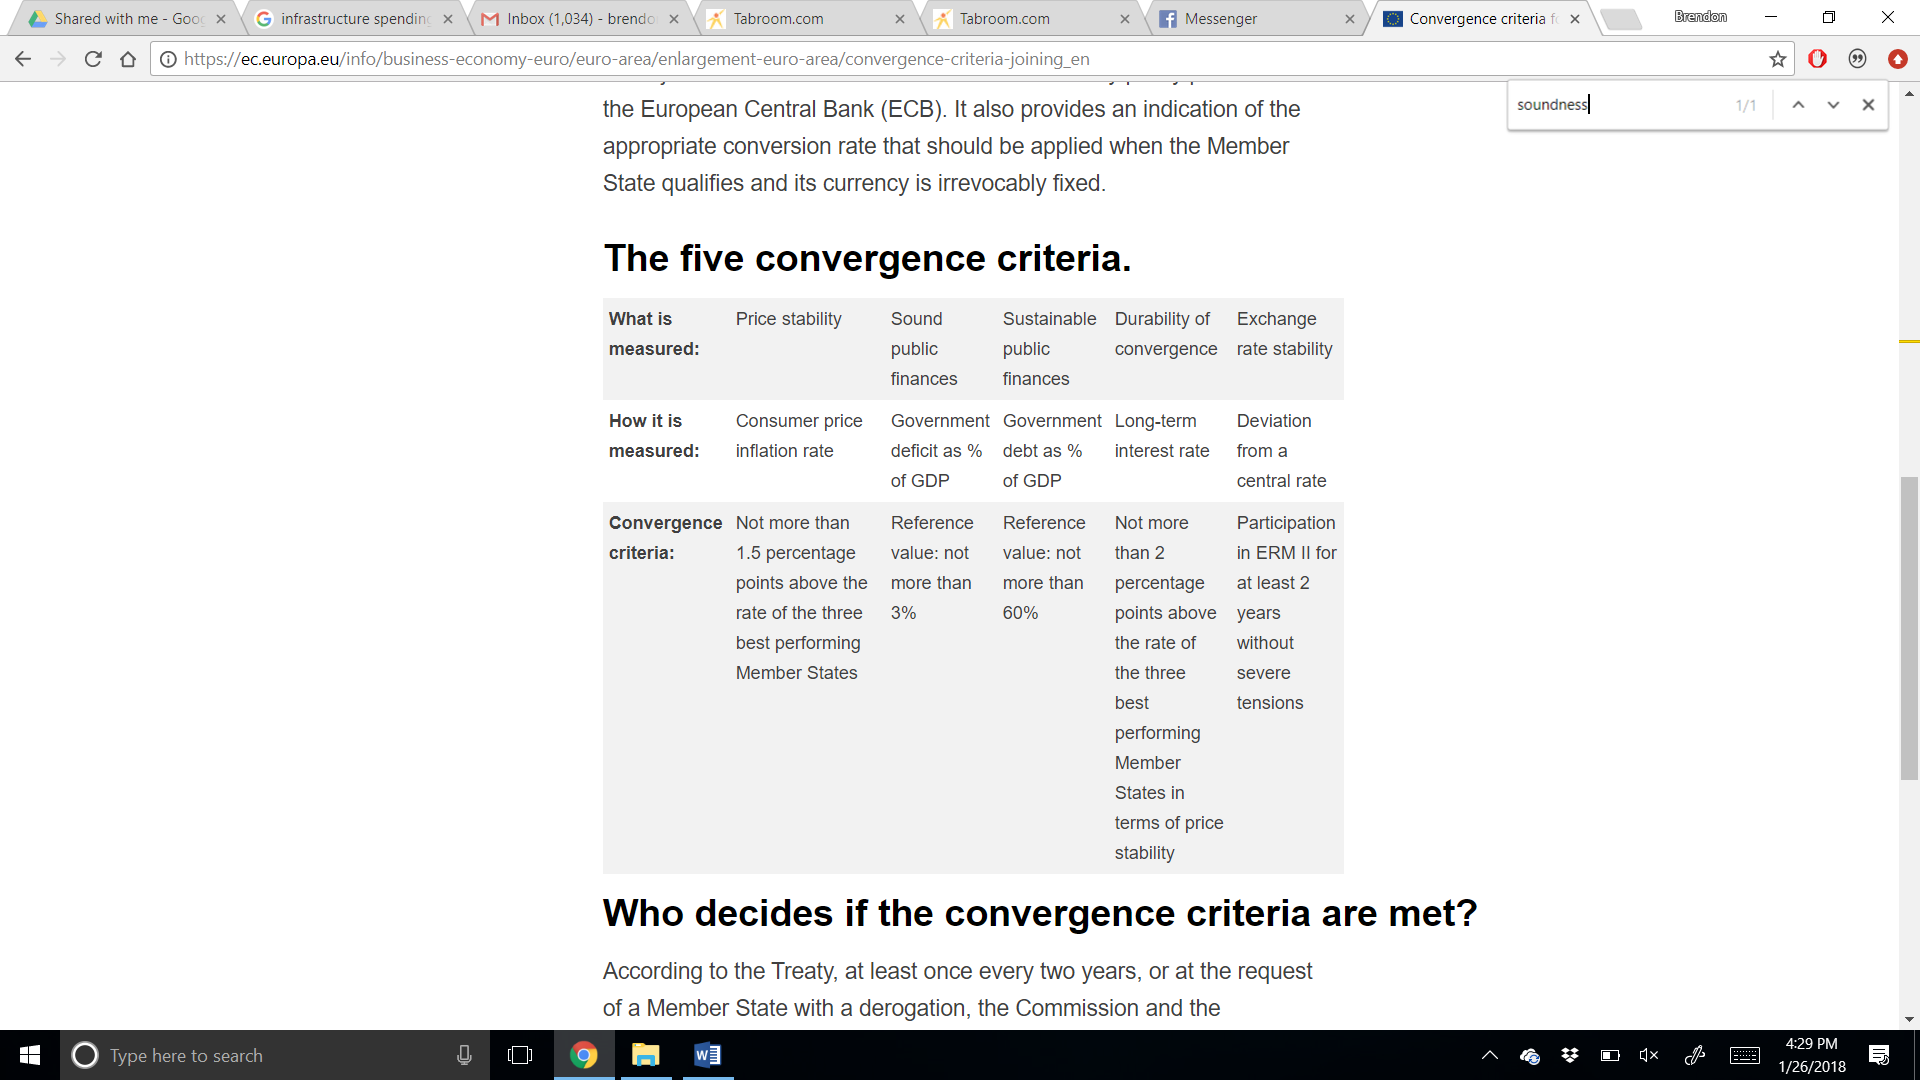 Shared with me - Goo
infrastructure spending
Inbox (1,034) - brendo
Tabroom.com
Tabroom.com
Messenger
Convergence criteria f
Brendon
https://ec.europa.eu/info/business-economy-euro/euro-area/enlargement-euro-area/convergence-criteria-joining_en
soundness
1/1
the European Central Bank (ECB). It also provides an indication of the
appropriate conversion rate that should be applied when the Member
State qualifies and its currency is irrevocably fixed.
The five convergence criteria.
What is
measured:
Price stability
Sound
public
finances
Sustainable
public
finances
Durability of
convergence
Exchange
rate stability
How it is
measured:
Consumer price
inflation rate
Government
deficit as %
of GDP
Government
debt as %
of GDP
Long-term
interest rate
Deviation
from a
central rate
Convergence
criteria:
Not more than
1.5 percentage
points above the
rate of the three
best performing
Member States
Reference
value: not
more than
3%
Reference
value: not
more than
60%
Not more
than 2
percentage
points above
the rate of
the three
best
performing
Member
States in
terms of price
stability
Participation
in ERM II for
at least 2
years
without
severe
tensions
Who decides if the convergence criteria are met?
According to the Treaty, at least once every two years, or at the request
of a Member State with a derogation, the Commission and the
Type here to search
4:29 PM
1/26/2018